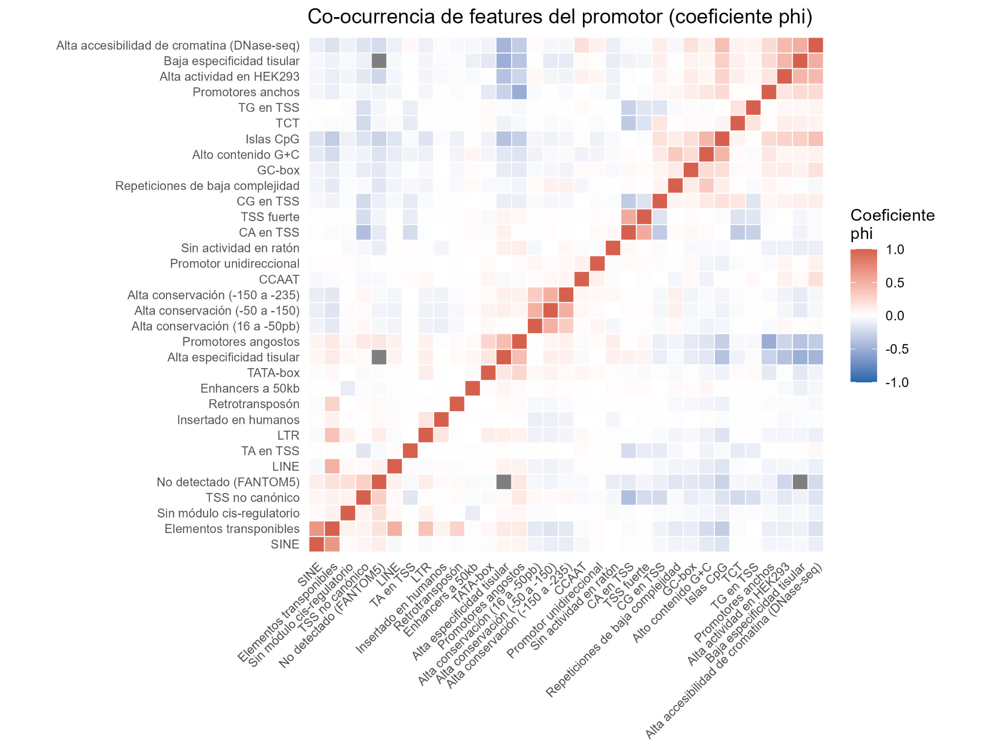 Co-ocurrencia de features del promotor (coeficiente phi)
Alta accesibilidad de cromatina (DNase-seq)
Baja especificidad tisular
Alta actividad en HEK293
Promotores anchos
TG en TSS
TCT
Islas CpG
Alto contenido G+C
GC-box
Repeticiones de baja complejidad
CG en TSS
TSS fuerte
CA en TSS
Sin actividad en ratón
Promotor unidireccional
CCAAT
Alta conservación (-150 a -235)
Alta conservación (-50 a -150)
Alta conservación (16 a -50pb)
Promotores angostos
Alta especificidad tisular
TATA-box
Enhancers a 50kb
Retrotransposón
Insertado en humanos
LTR
TA en TSS
LINE
No detectado (FANTOM5)
TSS no canónico
Sin módulo cis-regulatorio
Elementos transponibles
SINE
SINE
Elementos transponibles
Sin módulo cis-regulatorio
TSS no canónico
No detectado (FANTOM5)
LINE
TA en TSS
LTR
Insertado en humanos
Retrotransposón
Enhancers a 50kb
TATA-box
Alta especificidad tisular
Promotores angostos
Alta conservación (16 a -50pb)
Alta conservación (-50 a -150)
Alta conservación (-150 a -235)
CCAAT
Promotor unidireccional
Sin actividad en ratón
CA en TSS
TSS fuerte
CG en TSS
Repeticiones de baja complejidad
GC-box
Alto contenido G+C
Islas CpG
TCT
TG en TSS
Promotores anchos
Alta actividad en HEK293
Baja especificidad tisular
Alta accesibilidad de cromatina (DNase-seq)
Coeficiente
phi
1.0
0.5
0.0
-0.5
-1.0